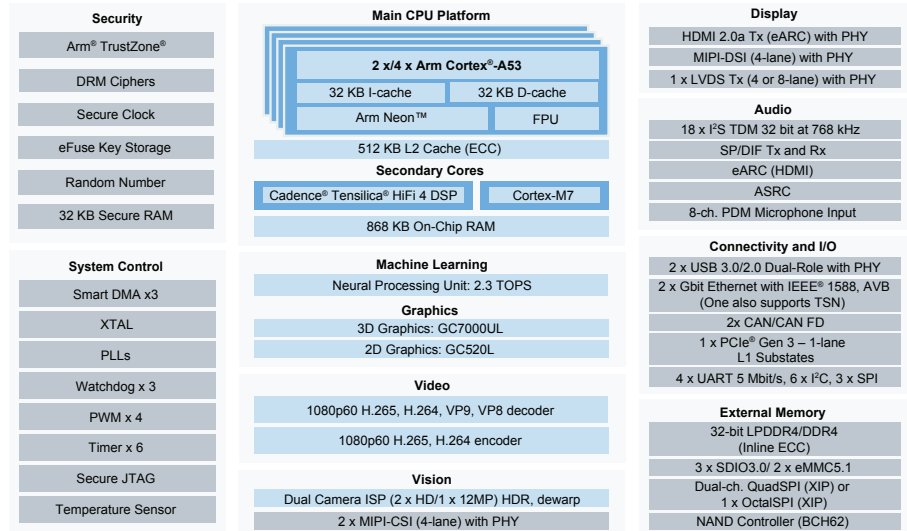 Security
Arm® TrustZone®
DRM Ciphers
Secure Clock
eFuse Key Storage
Random Number
32 KB Secure RAM
System Control
Smart DMA x3
XTAL
PLLs
Watchdog x 3
PWM x 4
Timer x 6
Secure JTAG
Temperature Sensor
Main CPU Platform
2 x/4 x Arm Cortex®-A53
32 KB I-cache
32 KB D-cache
Arm Neon™
FPU
512 KB L2 Cache (ECC)
Secondary Cores
Cadence® Tensilica® HiFi 4 DSP
Cortex-M7
868 KB On-Chip RAM
Machine Learning
Neural Processing Unit: 2.3 TOPS
Graphics
3D Graphics: GC7000UL
2D Graphics: GC520L
Video
1080p60 H.265, H.264, VP9, VP8 decoder
1080p60 H.265, H.264 encoder
Vision
Dual Camera ISP (2 x HD/1 x 12MP) HDR, dewarp
2 x MIPI-CSI (4-lane) with PHY
Display
HDMI 2.0a Tx (eARC) with PHY
MIPI-DSI (4-lane) with PHY
1 x LVDS Tx (4 or 8-lane) with PHY
Audio
18 x I²S TDM 32 bit at 768 kHz
SP/DIF Tx and Rx
eARC (HDMI)
ASRC
8-ch. PDM Microphone Input
Connectivity and I/O
2 x USB 3.0/2.0 Dual-Role with PHY
2 x Gbit Ethernet with IEEE® 1588, AVB
(One also supports TSN)
2x CAN/CAN FD
1 x PCIe® Gen 3 – 1-lane
L1 Substates
4 x UART 5 Mbit/s, 6 x I²C, 3 x SPI
External Memory
32-bit LPDDR4/DDR4
(Inline ECC)
3 x SDIO3.0/ 2 x eMMC5.1
Dual-ch. QuadSPI (XIP) or
1 x OctalSPI (XIP)
NAND Controller (BCH62)